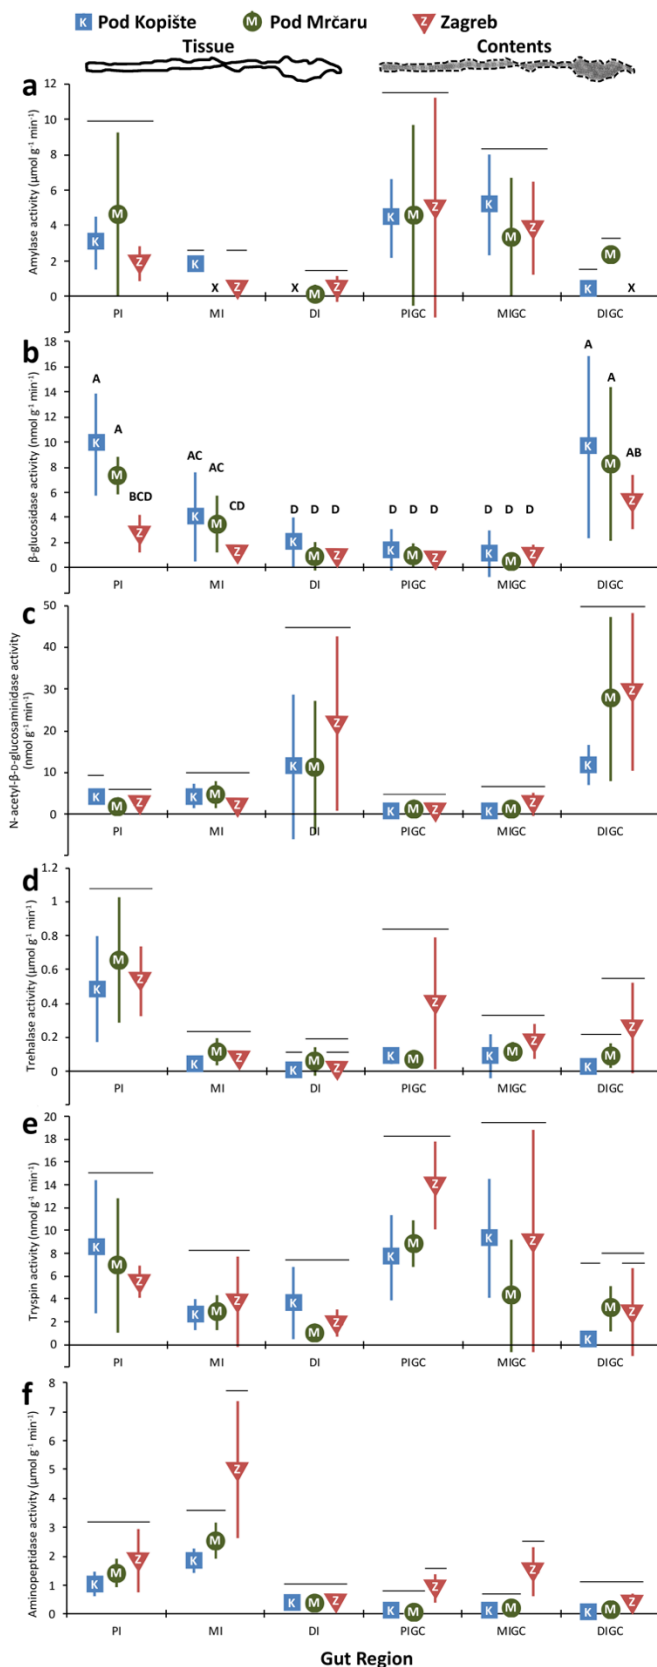 K Pod Kopište M Pod Mrčaru Z Zagreb
Tissue Contents
a
Amylase activity (μmol g⁻¹ min⁻¹)
12
10
8
6
4
2
0
K M Z K X Z X M Z K M Z K M Z K M X
PI MI DI PIGC MIGC DIGC
b
β-glucosidase activity (nmol g⁻¹ min⁻¹)
18
16
14
12
10
8
6
4
2
0
A A BCD AC AC CD D D D D D D D D D A A AB
K M Z K M Z K M Z K M Z K M Z K M Z
PI MI DI PIGC MIGC DIGC
c
N-acetyl-β-D-glucosaminidase activity
(nmol g⁻¹ min⁻¹)
50
40
30
20
10
0
K M Z K M Z K M Z K M Z K M Z K M Z
PI MI DI PIGC MIGC DIGC
d
Trehalase activity (μmol g⁻¹ min⁻¹)
1.2
1
0.8
0.6
0.4
0.2
0
K M Z K M Z K M Z K M Z K M Z K M Z
PI MI DI PIGC MIGC DIGC
e
Tryspin activity (nmol g⁻¹ min⁻¹)
20
18
16
14
12
10
8
6
4
2
0
K M Z K M Z K M Z K M Z K M Z K M Z
PI MI DI PIGC MIGC DIGC
f
Aminopeptidase activity (μmol g⁻¹ min⁻¹)
8
7
6
5
4
3
2
1
0
K M Z K M Z K M Z K M Z K M Z K M Z
PI MI DI PIGC MIGC DIGC
Gut Region